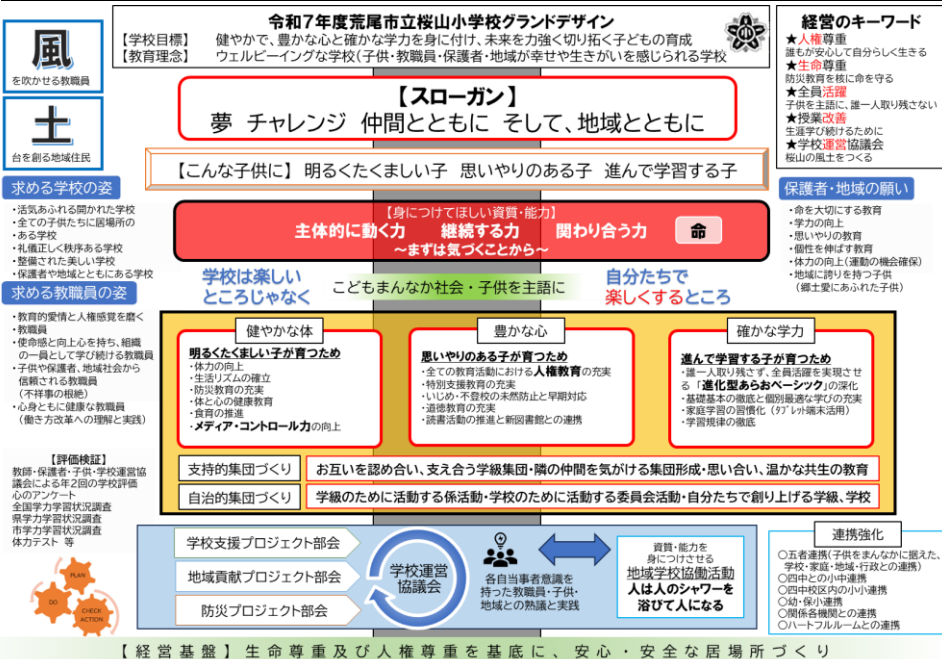 令和7年度荒尾市立桜山小学校グランドデザイン
【学校目標】 健やかで、豊かな心と確かな学力を身に付け、未来を力強く切り拓く子どもの育成
【教育理念】 ウェルビーイングな学校(子供・教職員・保護者・地域が幸せや生きがいを感じられる学校
風
を吹かせる教職員
土
台を創る地域住民
経営のキーワード
★人権尊重
誰もが安心して自分らしく生きる
★生命尊重
防災教育を核に命を守る
★全員活躍
子供を主語に、誰一人取り残さない
★授業改善
生涯学び続けるために
★学校運営協議会
桜山の風土をつくる
【スローガン】
夢 チャレンジ 仲間とともに そして、地域とともに
【こんな子供に】 明るくたくましい子 思いやりのある子 進んで学習する子
求める学校の姿
・活気あふれる開かれた学校
・全ての子供たちに居場所の
ある学校
・礼儀正しく秩序ある学校
・整備された美しい学校
・保護者や地域とともにある学校
【身につけてほしい資質・能力】
主体的に動く力 継続する力 関わり合う力 命
～まずは気づくことから～
保護者・地域の願い
・命を大切にする教育
・学力の向上
・思いやりの教育
・個性を伸ばす教育
・体力の向上(運動の機会確保)
・地域に誇りを持つ子供
(郷土愛にあふれた子供)
学校は楽しい
ところじゃなく
こどもまんなか社会・子供を主語に
自分たちで
楽しくするところ
求める教職員の姿
・教育的愛情と人権感覚を磨く
・教職員
・使命感と向上心を持ち、組織
の一員として学び続ける教職員
・子供や保護者、地域社会から
信頼される教職員
(不祥事の根絶)
・心身ともに健康な教職員
(働き方改革への理解と実践)
健やかな体
明るくたくましい子が育つため
・体力の向上
・生活リズムの確立
・防災教育の充実
・体と心の健康教育
・食育の推進
・メディア・コントロール力の向上
豊かな心
思いやりのある子が育つため
・全ての教育活動における人権教育の充実
・特別支援教育の充実
・いじめ・不登校の未然防止と早期対応
・道徳教育の充実
・読書活動の推進と新図書館との連携
確かな学力
進んで学習する子が育つため
・誰一人取り残さず、全員活躍を実現させ
る「進化型あらおベーシック」の深化
・基礎基本の徹底と個別最適な学びの充実
・家庭学習の習慣化(タブレット端末活用)
・学習規律の徹底
支持的集団づくり お互いを認め合い、支え合う学級集団・隣の仲間を気がける集団形成・思い合い、温かな共生の教育
自治的集団づくり 学級のために活動する係活動・学校のために活動する委員会活動・自分たちで創り上げる学級、学校
【評価検証】
教師・保護者・子供・学校運営協
議会による年2回の学校評価
心のアンケート
全国学力学習状況調査
県学力学習状況調査
市学力学習状況調査
体力テスト 等
PLAN
DO
CHECK
ACTION
学校支援プロジェクト部会
地域貢献プロジェクト部会
防災プロジェクト部会
学校運営
協議会
各自当事者意識を
持った教職員・子供・
地域との熟議と実践
資質・能力を
身につけさせる
地域学校協働活動
人は人のシャワーを
浴びて人になる
連携強化
○五者連携(子供をまんなかに据えた、
学校・家庭・地域・行政との連携)
○四中との小中連携
○四中校区内の小小連携
○幼・保小連携
○関係各機関との連携
○ハートフルルームとの連携
【経営基盤】生命尊重及び人権尊重を基底に、安心・安全な居場所づくり